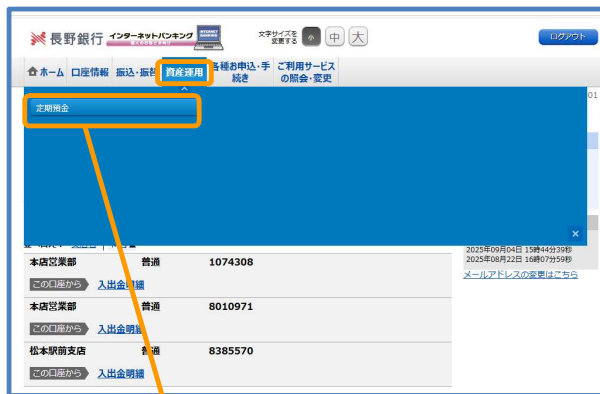 長野銀行 インターネットバンキング INTERNET BANKING 文字サイズを変更する 小 中 大 ログアウト
ホーム 口座情報 振込・振替 資産運用 各種お申込・手続き ご利用サービスの照会・変更
01
定期預金
×
2025年09月04日 15時44分39秒
2025年08月22日 16時07分59秒
メールアドレスの変更はこちら
本店営業部 普通 1074308
この口座から 入出金明細
本店営業部 普通 8010971
この口座から 入出金明細
松本駅前支店 普通 8385570
この口座から 入出金明細